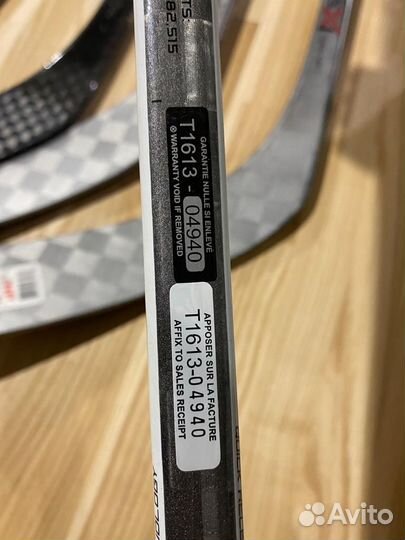 TS.
82,515
GARANTIE NULLE SI ENLEVÉ
T1613 - 04940
®WARRANTY VOID IF REMOVED
APPOSER SUR LA FACTURE
T1613-04940
AFFIX TO SALES RECEIPT
Avito